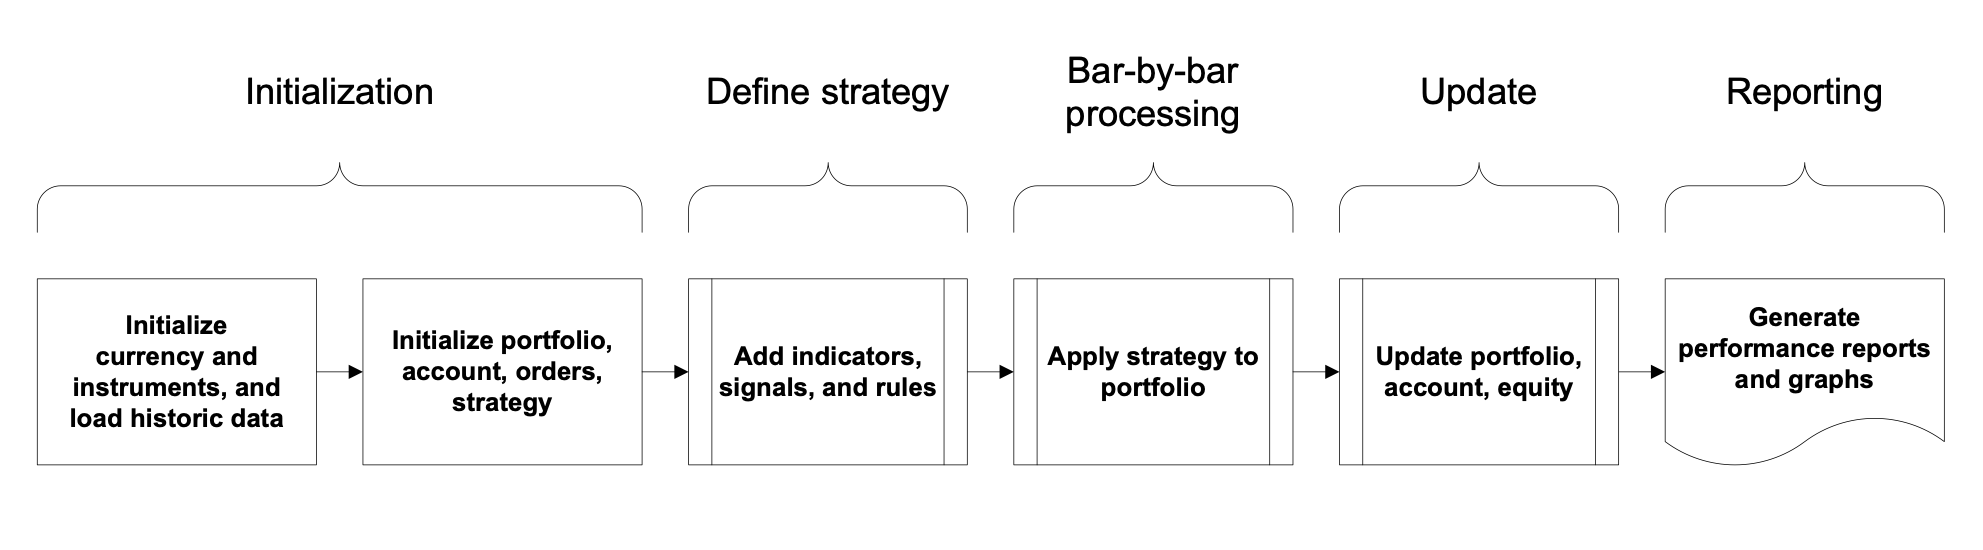 Initialization
Define strategy
Bar-by-bar
processing
Update
Reporting
Initialize
currency and
instruments, and
load historic data
Initialize portfolio,
account, orders,
strategy
Add indicators,
signals, and rules
Apply strategy to
portfolio
Update portfolio,
account, equity
Generate
performance reports
and graphs